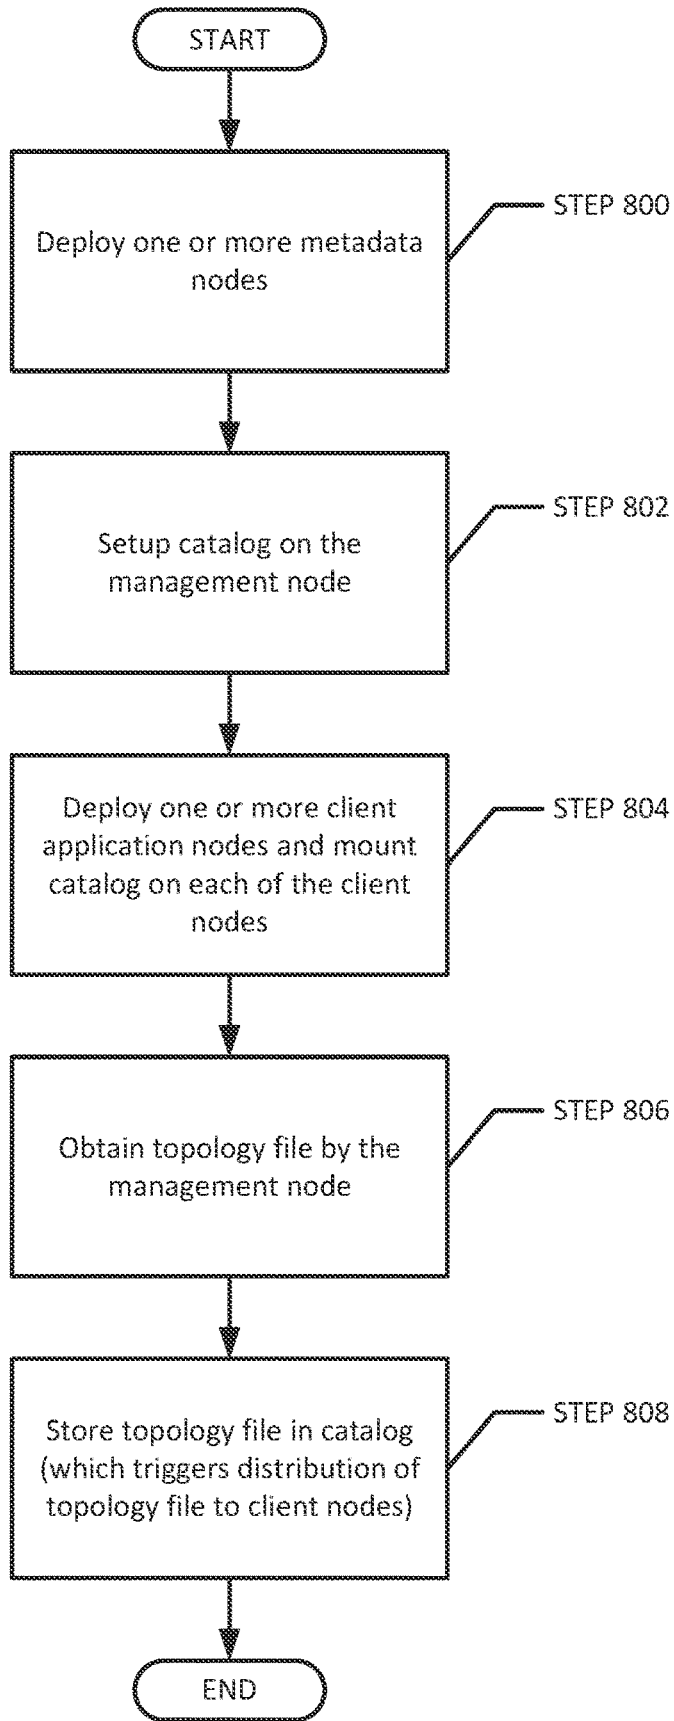 START
Deploy one or more metadata
nodes
STEP 800
Setup catalog on the
management node
STEP 802
Deploy one or more client
application nodes and mount
catalog on each of the client
nodes
STEP 804
Obtain topology file by the
management node
STEP 806
Store topology file in catalog
(which triggers distribution of
topology file to client nodes)
STEP 808
END